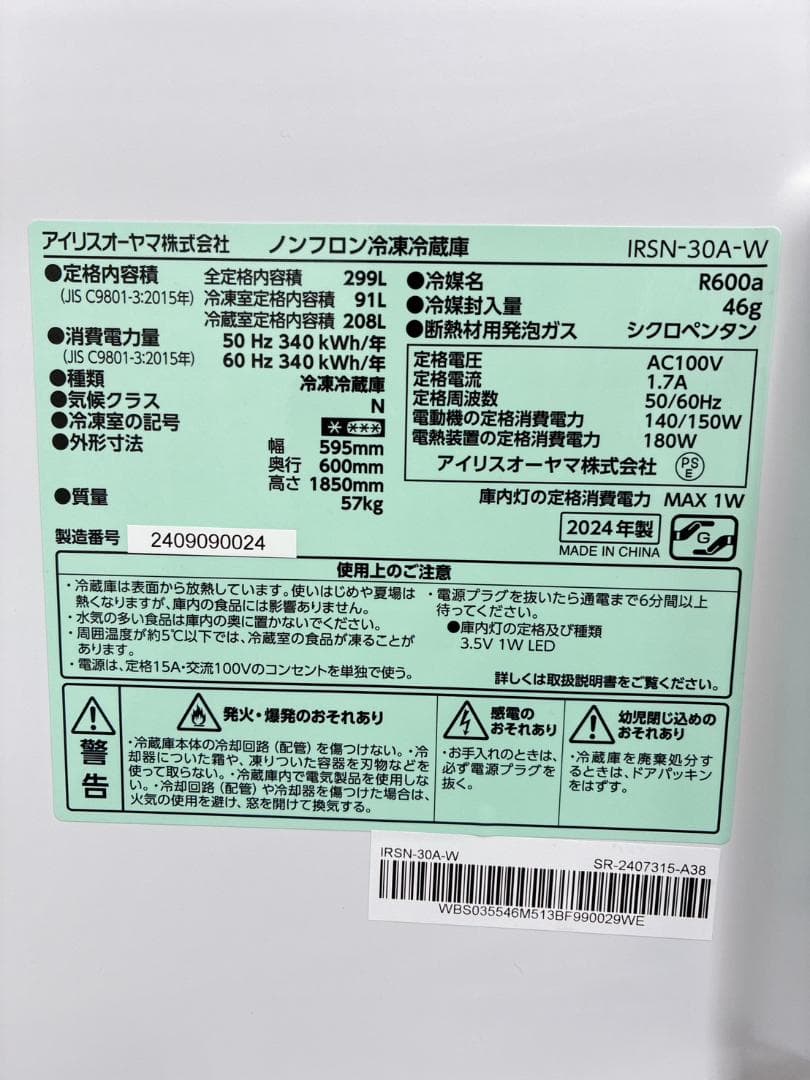 アイリスオーヤマ株式会社 ノンフロン冷凍冷蔵庫 IRSN-30A-W
●定格内容積 全定格内容積 299L
(JIS C9801-3:2015年) 冷凍室定格内容積 91L
冷蔵室定格内容積 208L
●消費電力量 50 Hz 340 kWh/年
(JIS C9801-3:2015年) 60 Hz 340 kWh/年
●種類 冷凍冷蔵庫
●気候クラス N
●冷凍室の記号 * ***
●外形寸法 幅 595mm
奥行 600mm
高さ 1850mm
●質量 57kg
●冷媒名 R600a
●冷媒封入量 46g
●断熱材用発泡ガス シクロペンタン
定格電圧 AC100V
定格電流 1.7A
定格周波数 50/60Hz
電動機の定格消費電力 140/150W
電熱装置の定格消費電力 180W
アイリスオーヤマ株式会社 PSE
庫内灯の定格消費電力 MAX 1W
製造番号 2409090024
2024年製
MADE IN CHINA
G
使用上のご注意
・冷蔵庫は表面から放熱しています。使いはじめや夏場は
熱くなりますが、庫内の食品には影響ありません。
・水気の多い食品は庫内の奥に置かないでください。
・周囲温度が約5℃以下では、冷蔵室の食品が凍ることが
あります。
・電源は、定格15A・交流100Vのコンセントを単独で使う。
・電源プラグを抜いたら通電まで6分間以上
待ってください。
●庫内灯の定格及び種類
3.5V 1W LED
詳しくは取扱説明書をご覧ください。
警告
発火・爆発のおそれあり
・冷蔵庫本体の冷却回路（配管）を傷つけない。・冷
却器についた霜や、凍りついた容器を刃物などを
使って取らない。・冷蔵庫内で電気製品を使用しな
い。・冷却回路（配管）や冷却器を傷つけた場合は、
火気の使用を避け、窓を開けて換気する。
感電の
おそれあり
・お手入れのときは、
必ず電源プラグを
抜く。
幼児閉じ込めの
おそれあり
・冷蔵庫を廃棄処分す
るときは、ドアパッキン
をはずす。
IRSN-30A-W SR-2407315-A38
WBS035546M513BF990029WE